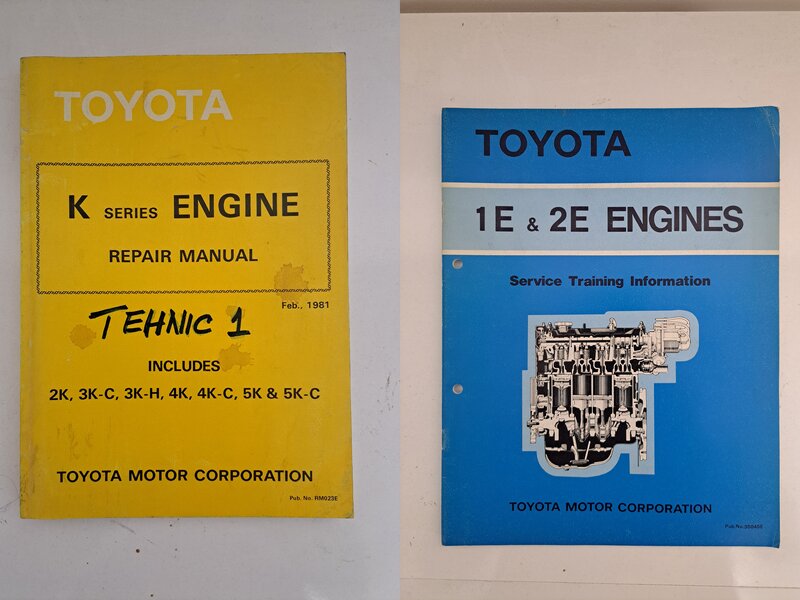 TOYOTA
K SERIES ENGINE
REPAIR MANUAL
Feb., 1981
TEHNIC 1
INCLUDES
2K, 3K-C, 3K-H, 4K, 4K-C, 5K & 5K-C
TOYOTA MOTOR CORPORATION
Pub. No. RM023E
TOYOTA
1E & 2E ENGINES
Service Training Information
TOYOTA MOTOR CORPORATION